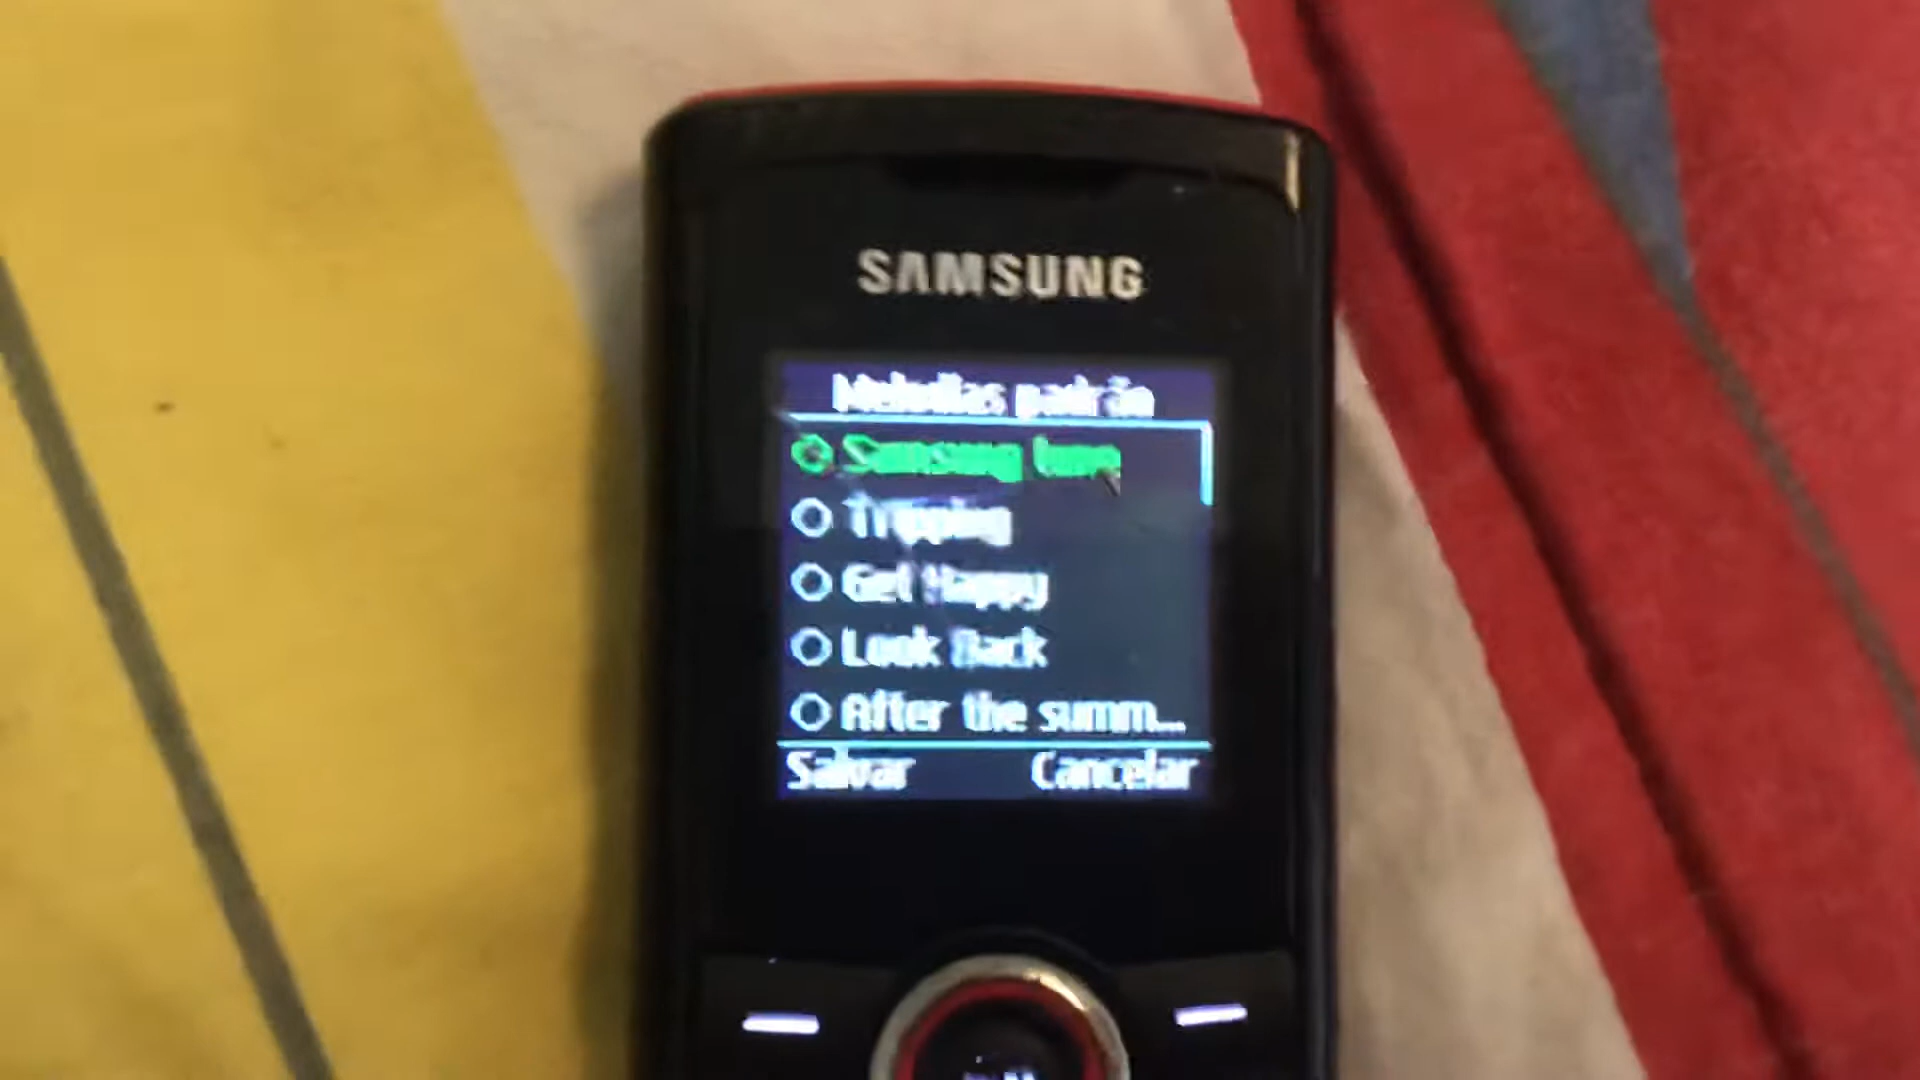 SAMSUNG
Melodias padrão
Samsung tune
Tripping
Get Happy
Look Back
After the summ...
Salvar Cancelar